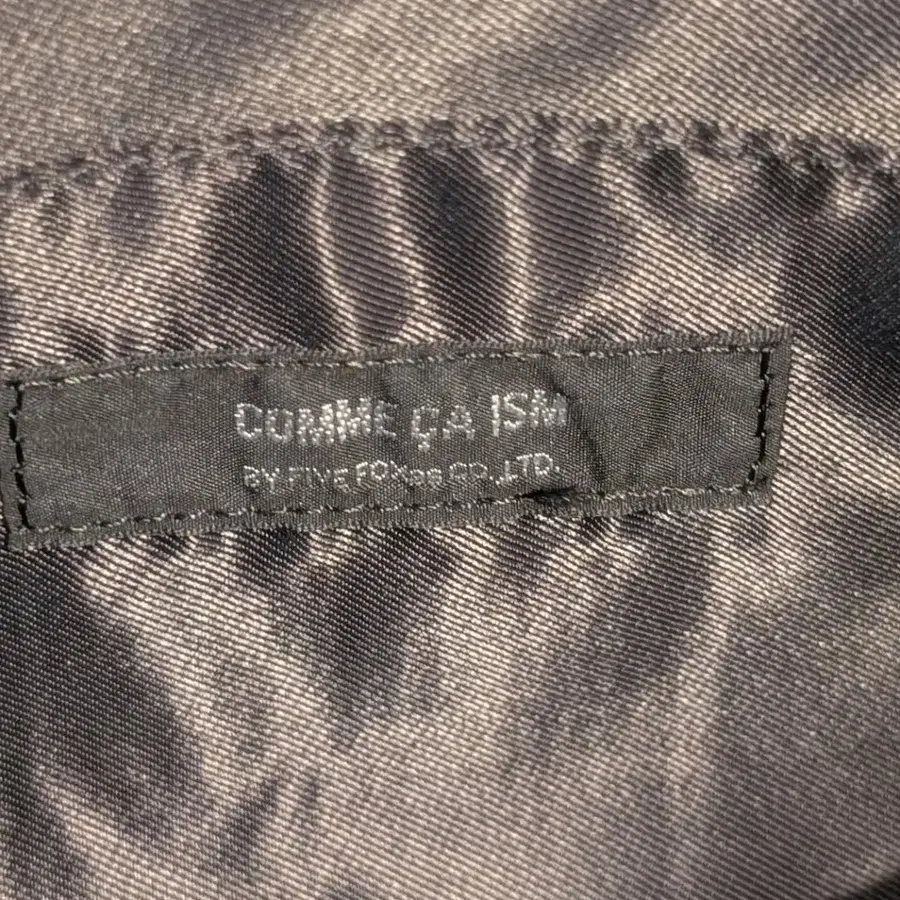 COMME ÇA ISM
BY FIVE FOXES CO.,LTD.